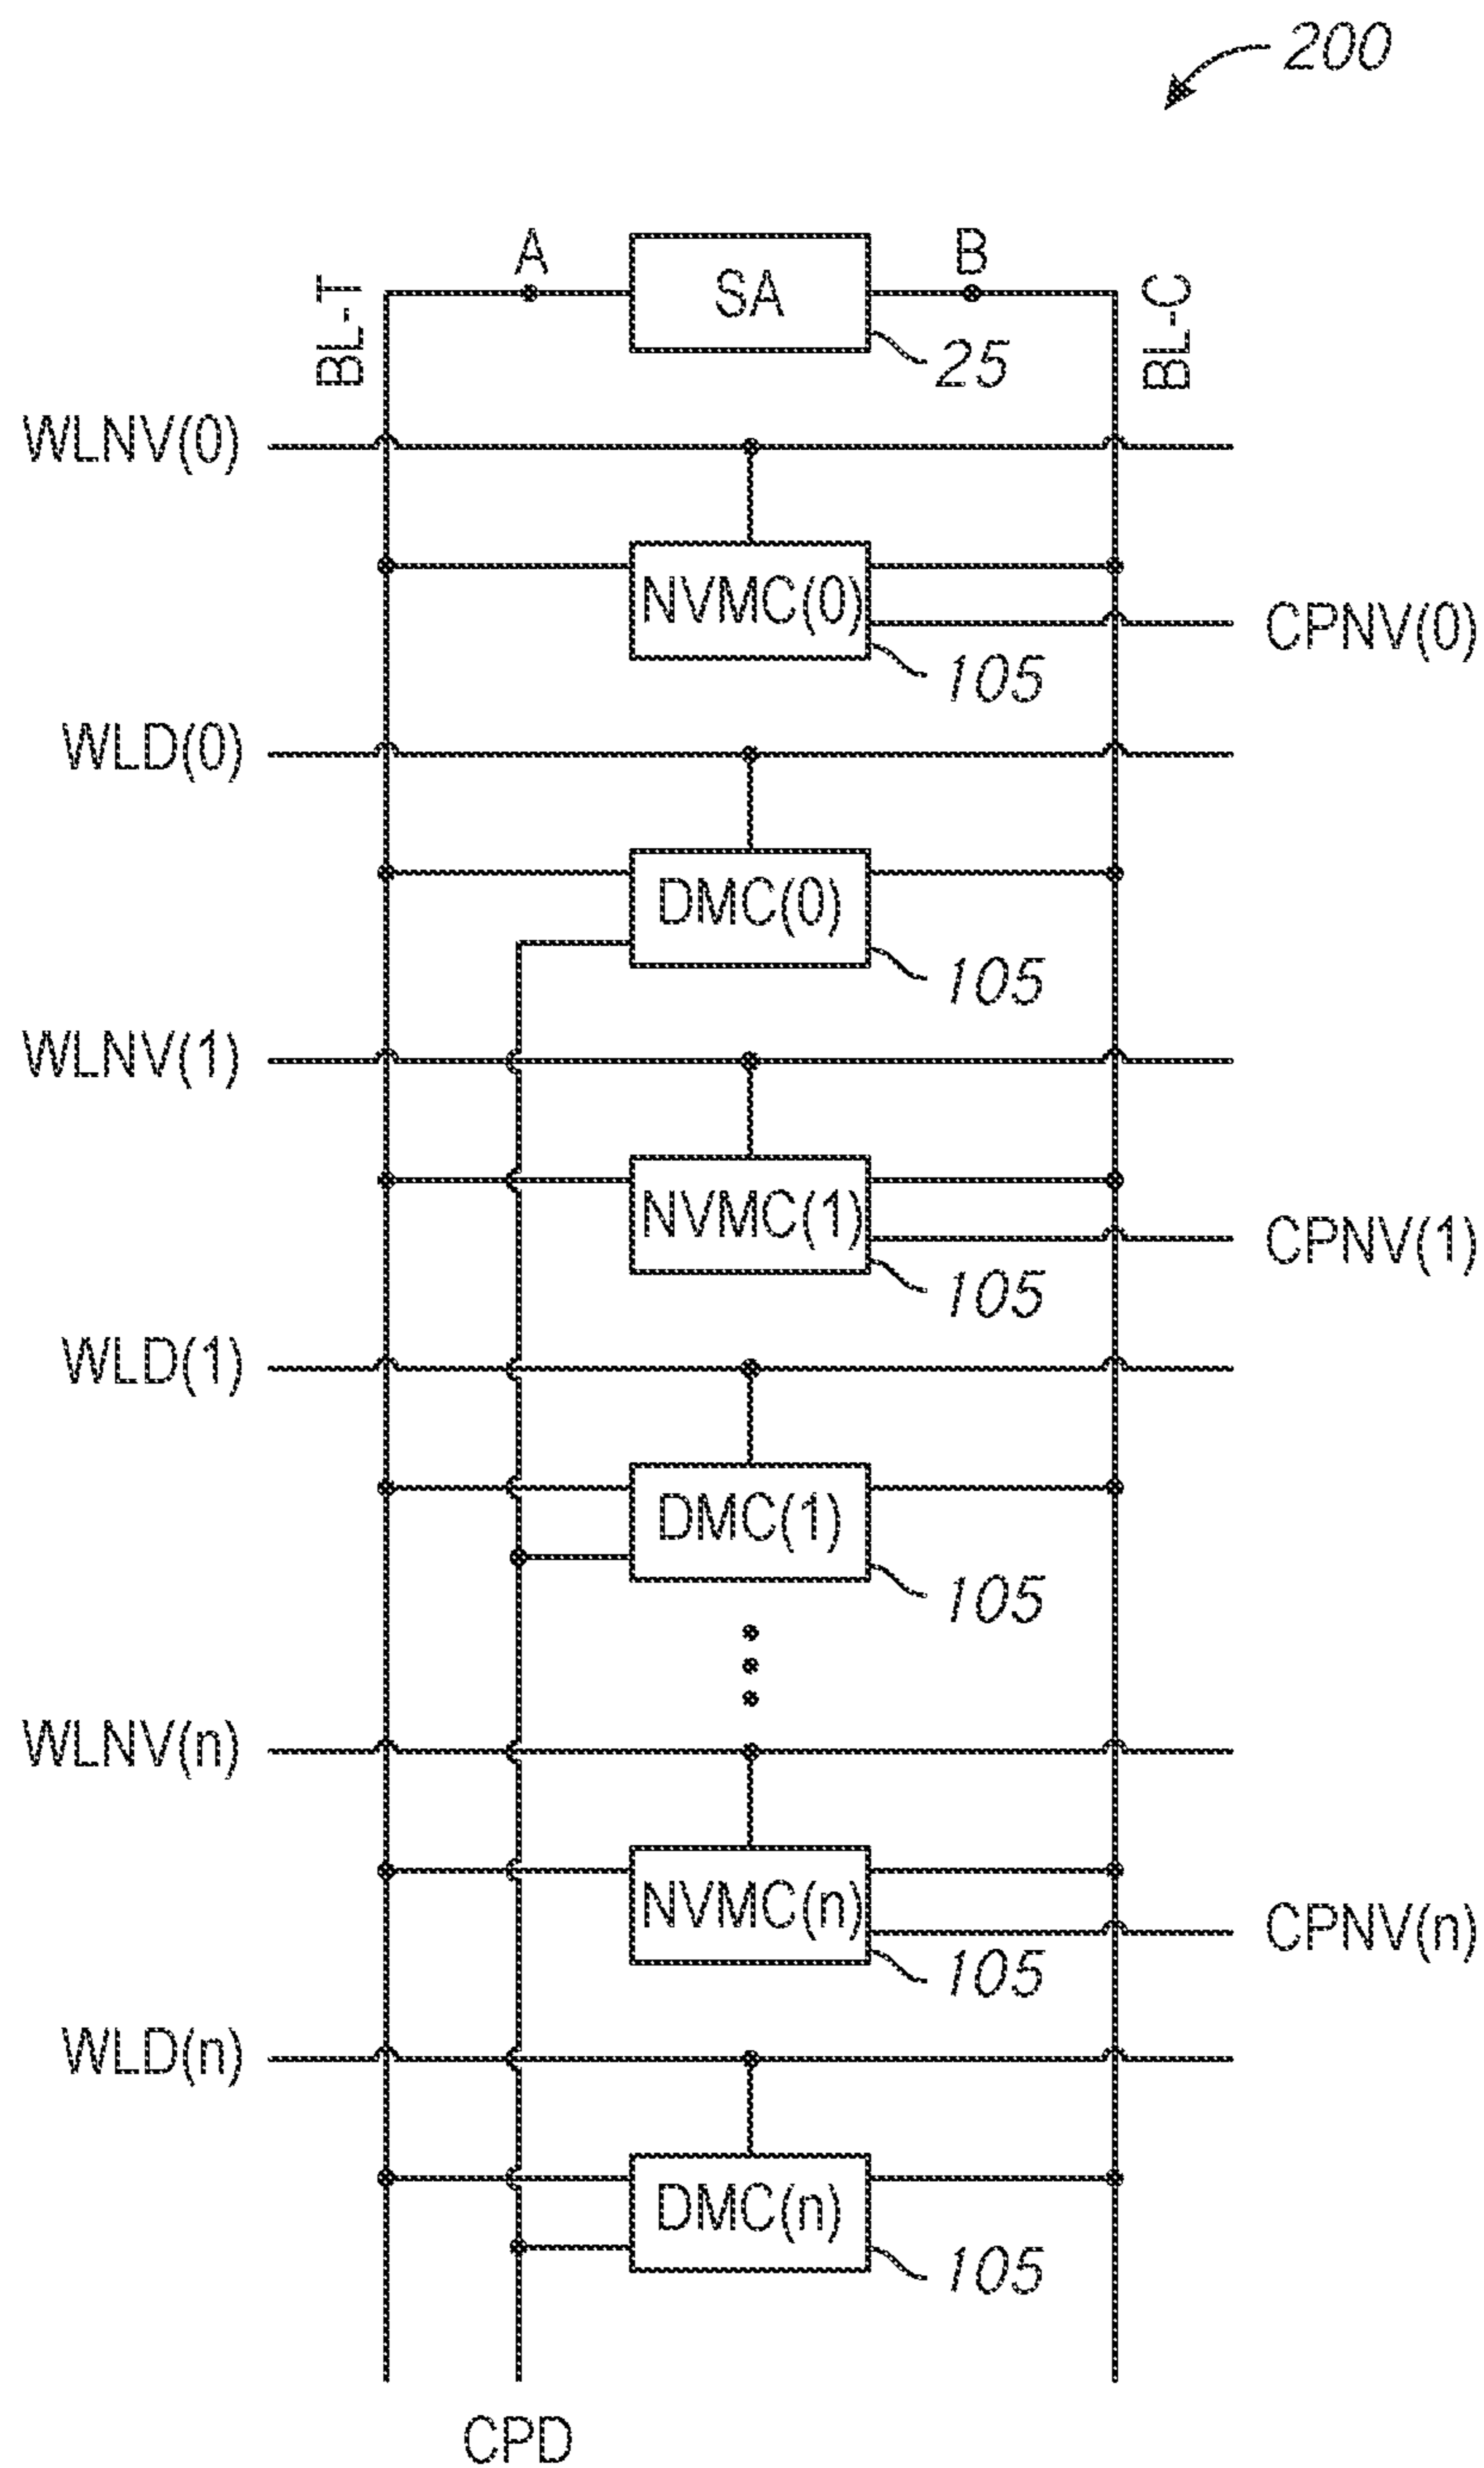 200
A
SA
B
BL-T
BL-C
25
WLNV(0)
NVMC(0)
CPNV(0)
105
WLD(0)
DMC(0)
105
WLNV(1)
NVMC(1)
CPNV(1)
105
WLD(1)
DMC(1)
105
WLNV(n)
NVMC(n)
CPNV(n)
105
WLD(n)
DMC(n)
105
CPD